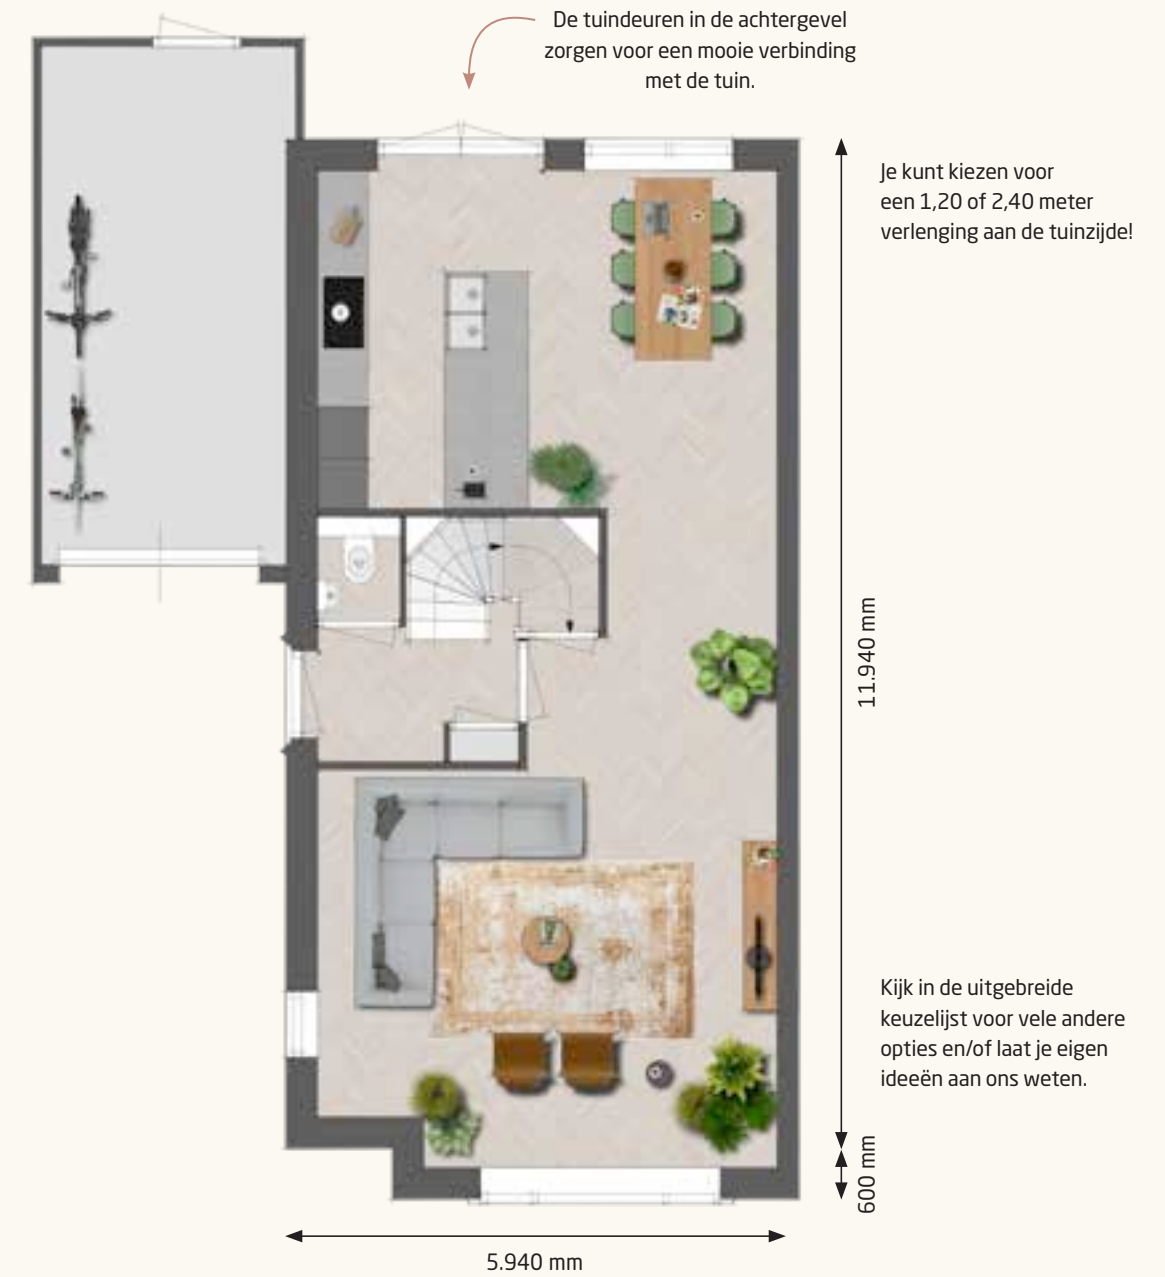 De tuindeuren in de achtergevel
zorgen voor een mooie verbinding
met de tuin.
Je kunt kiezen voor
een 1,20 of 2,40 meter
verlenging aan de tuinzijde!
11.940 mm
Kijk in de uitgebreide
keuzelijst voor vele andere
opties en/of laat je eigen
ideeën aan ons weten.
600 mm
5.940 mm